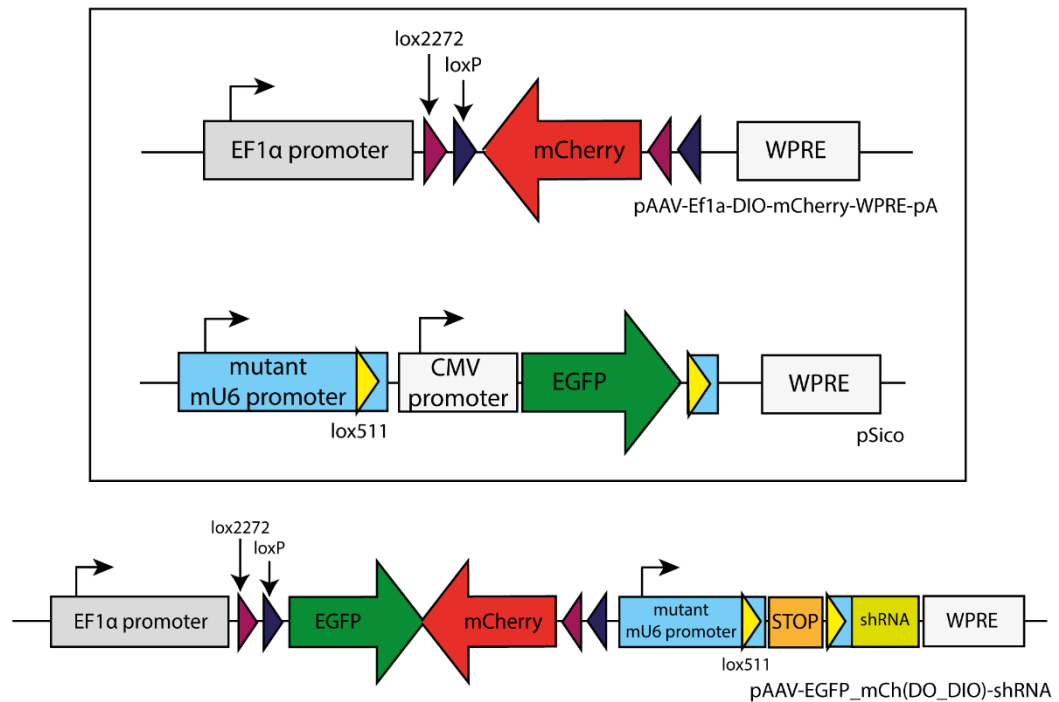 lox2272
loxP
EF1α promoter
mCherry
WPRE
pAAV-Ef1a-DIO-mCherry-WPRE-pA
mutant
mU6 promoter
CMV
promoter
EGFP
WPRE
lox511
pSico
lox2272
loxP
EF1α promoter
EGFP
mCherry
mutant
mU6 promoter
STOP
shRNA
WPRE
lox511
pAAV-EGFP_mCh(DO_DIO)-shRNA